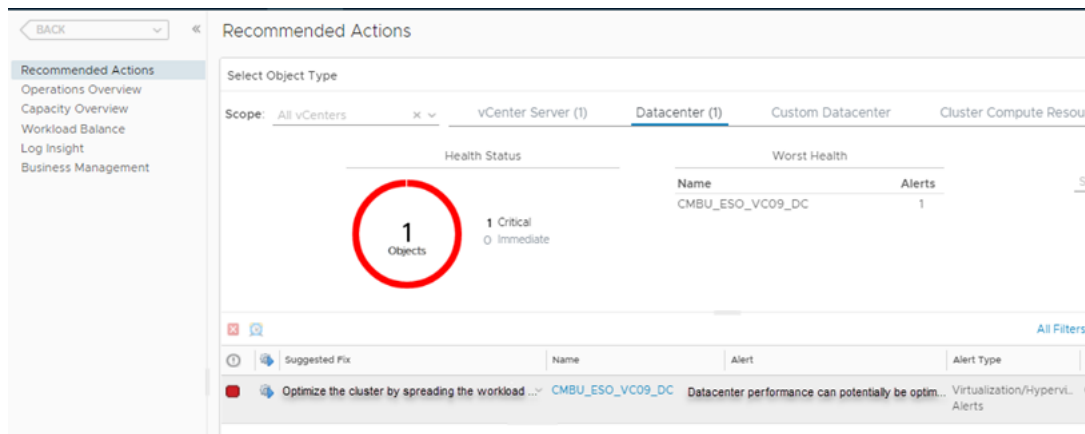 BACK
Recommended Actions
Recommended Actions
Operations Overview
Capacity Overview
Workload Balance
Log Insight
Business Management
Select Object Type
Scope: All vCenters
vCenter Server (1) Datacenter (1) Custom Datacenter Cluster Compute Resou
Health Status
Worst Health
1
Objects
1 Critical
0 Immediate
Name Alerts
CMBU_ESO_VC09_DC 1
S
All Filters
Suggested Fix Name Alert Alert Type
Optimize the cluster by spreading the workload ... CMBU_ESO_VC09_DC Datacenter performance can potentially be optim... Virtualization/Hypervi..
Alerts